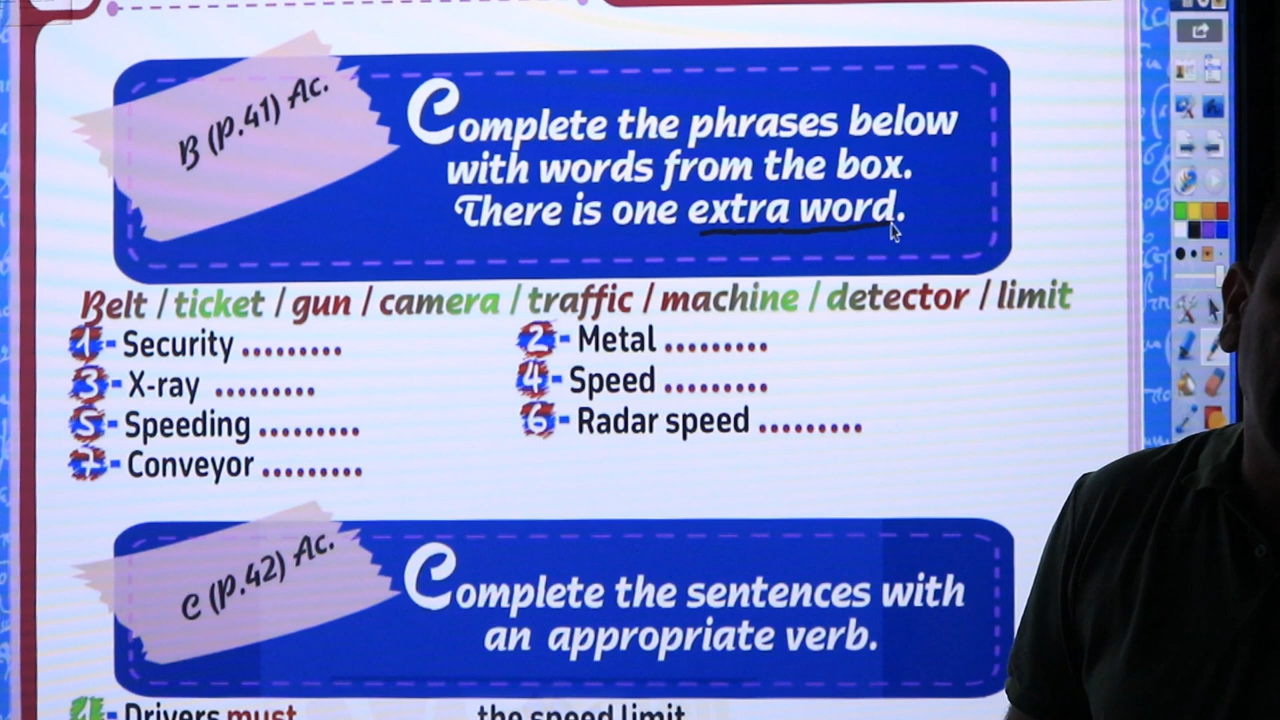 B (P.41) Ac.
Complete the phrases below
with words from the box.
There is one extra word.
Belt / ticket / gun / camera / traffic / machine / detector / limit
1- Security .........
2- Metal .........
3- X-ray .........
4- Speed .........
5- Speeding .........
6- Radar speed .........
7- Conveyor .........
C (P.42) Ac.
Complete the sentences with
an appropriate verb.
1- Drivers must the speed limit